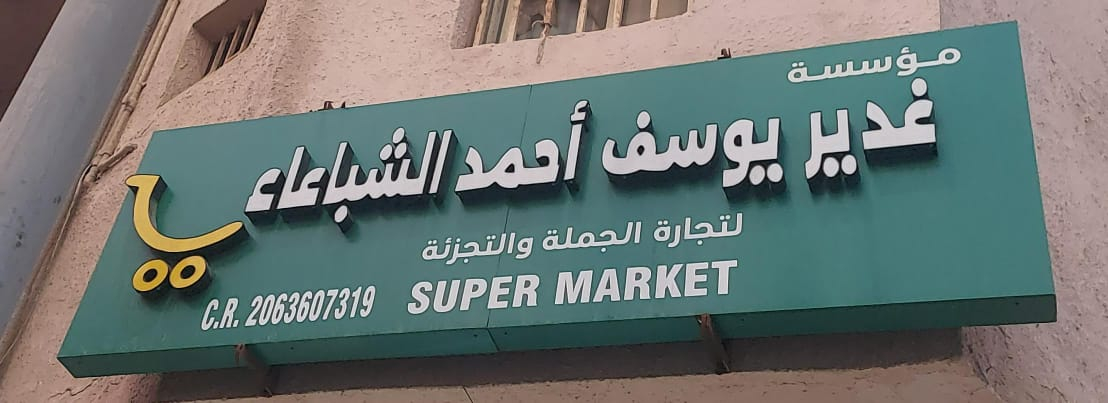 مؤسسة
غدير يوسف أحمد الشباعاء
لتجارة الجملة والتجزئة
SUPER MARKET
C.R. 2063607319